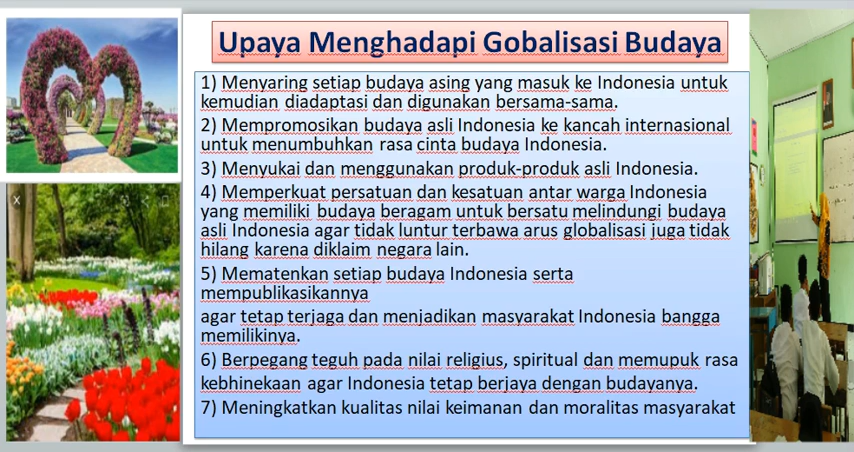 Upaya Menghadapi Gobalisasi Budaya
1) Menyaring setiap budaya asing yang masuk ke Indonesia untuk
kemudian diadaptasi dan digunakan bersama-sama.
2) Mempromosikan budaya asli Indonesia ke kancah internasional
untuk menumbuhkan rasa cinta budaya Indonesia.
3) Menyukai dan menggunakan produk-produk asli Indonesia.
4) Memperkuat persatuan dan kesatuan antar warga Indonesia
yang memiliki budaya beragam untuk bersatu melindungi budaya
asli Indonesia agar tidak luntur terbawa arus globalisasi juga tidak
hilang karena diklaim negara lain.
5) Mematenkan setiap budaya Indonesia serta
mempublikasikannya
agar tetap terjaga dan menjadikan masyarakat Indonesia bangga
memilikinya.
6) Berpegang teguh pada nilai religius, spiritual dan memupuk rasa
kebhinekaan agar Indonesia tetap berjaya dengan budayanya.
7) Meningkatkan kualitas nilai keimanan dan moralitas masyarakat